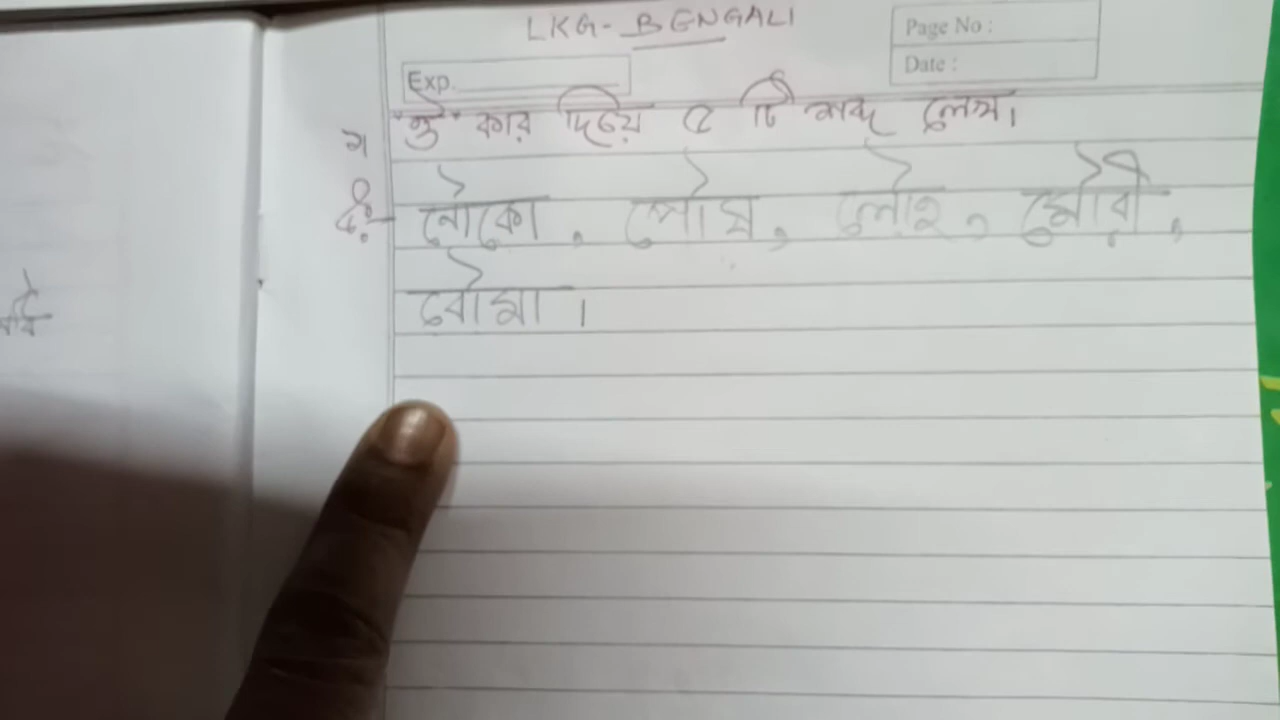 LKG - BENGALI
Page No :
Date :
Exp.
"ঔ" কার দিয়ে ৫ টি শব্দ লেখ।
নৌকো, পৌষ, লৌহ, মৌরী,
বৌমা।